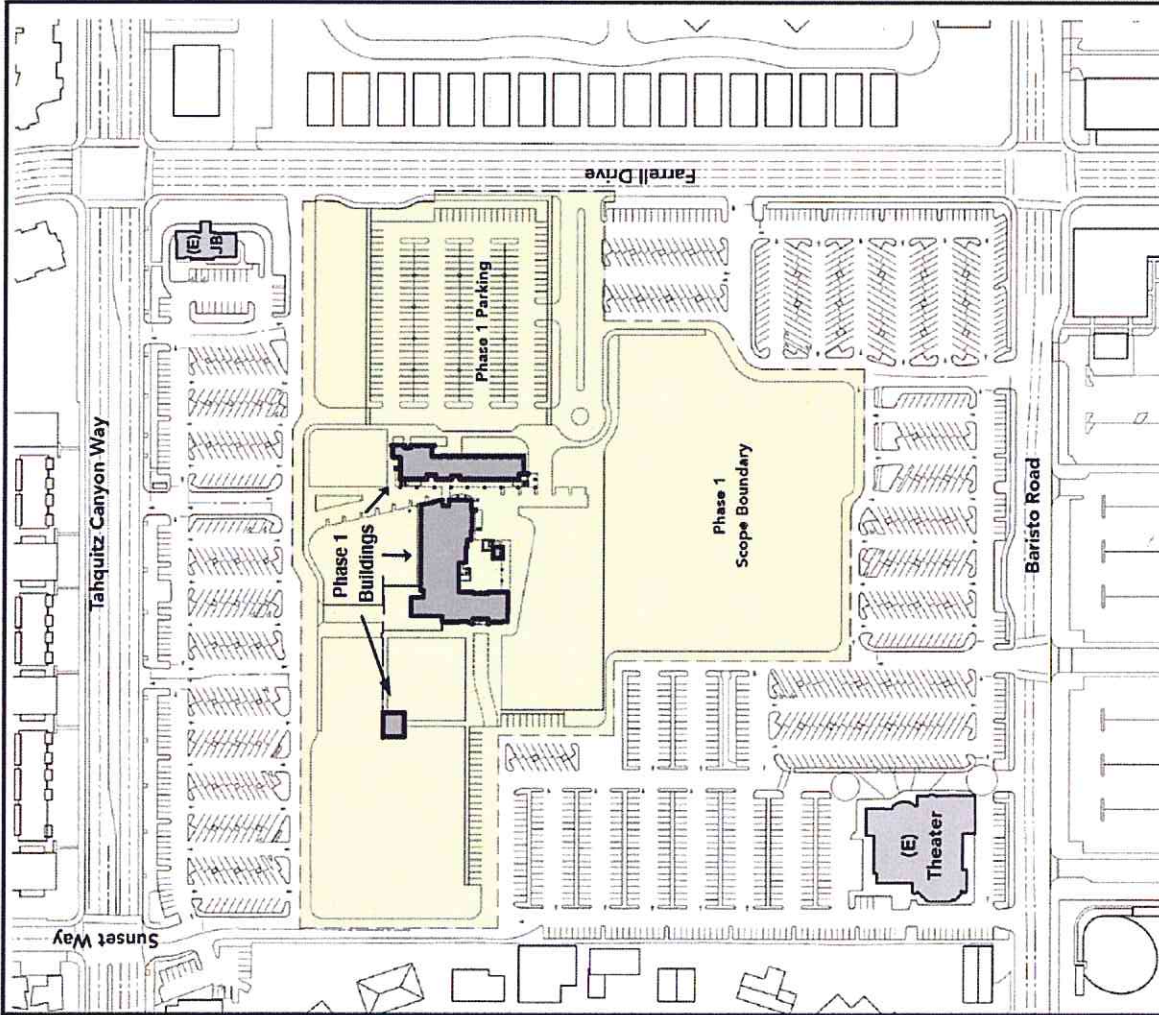 Farrell Drive
Tahquitz Canyon Way
(E)
JB
Phase 1 Parking
Phase 1
Buildings
Phase 1
Scope Boundary
Baristo Road
Sunset Way
(E)
Theater